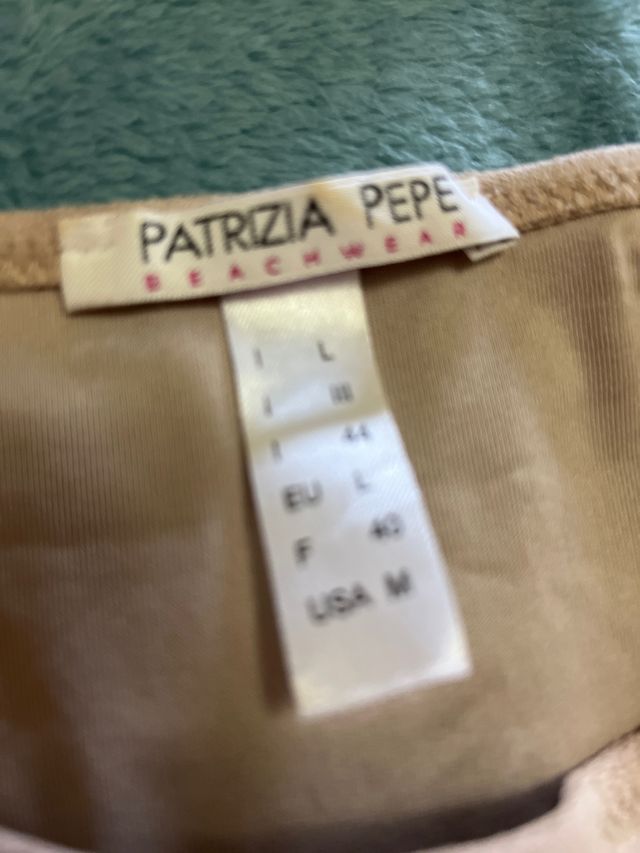 PATRIZIA PEPE
BEACHWEAR
I L
I III
I 44
EU L
F 40
USA M